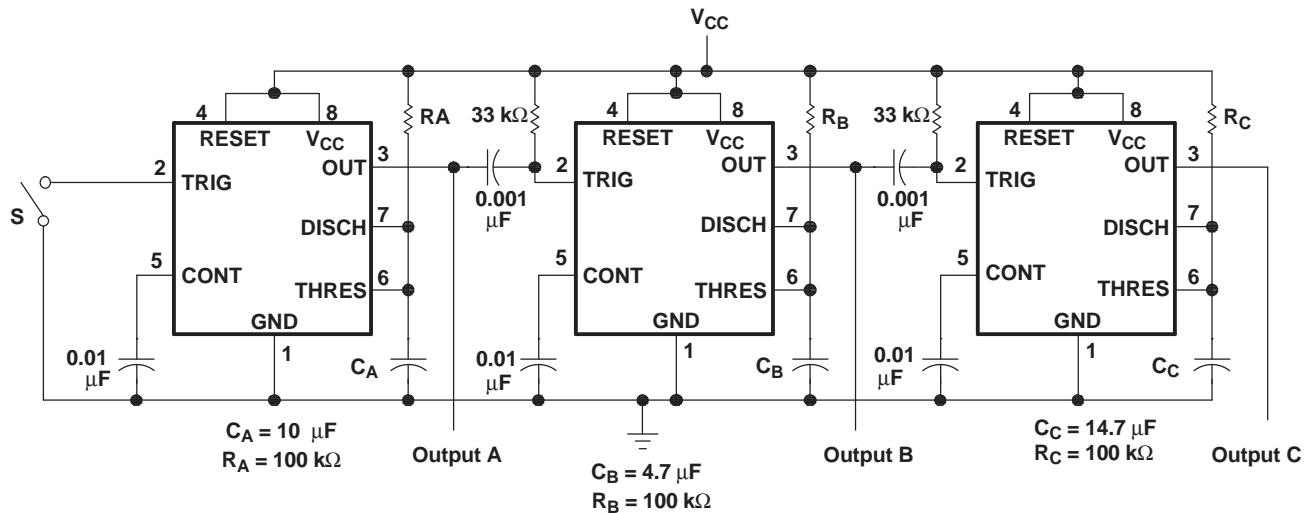 VCC
4
8
RESET
VCC
2
TRIG
OUT
3
DISCH
7
5
CONT
THRES
6
GND
1
S
0.01
μF
RA
CA
33 kΩ
0.001
μF
4
8
RESET
VCC
2
TRIG
OUT
3
DISCH
7
5
CONT
THRES
6
GND
1
0.01
μF
RB
CB
33 kΩ
0.001
μF
4
8
RESET
VCC
2
TRIG
OUT
3
DISCH
7
5
CONT
THRES
6
GND
1
0.01
μF
RC
CC
CA = 10 μF
RA = 100 kΩ
Output A
CB = 4.7 μF
RB = 100 kΩ
Output B
CC = 14.7 μF
RC = 100 kΩ
Output C